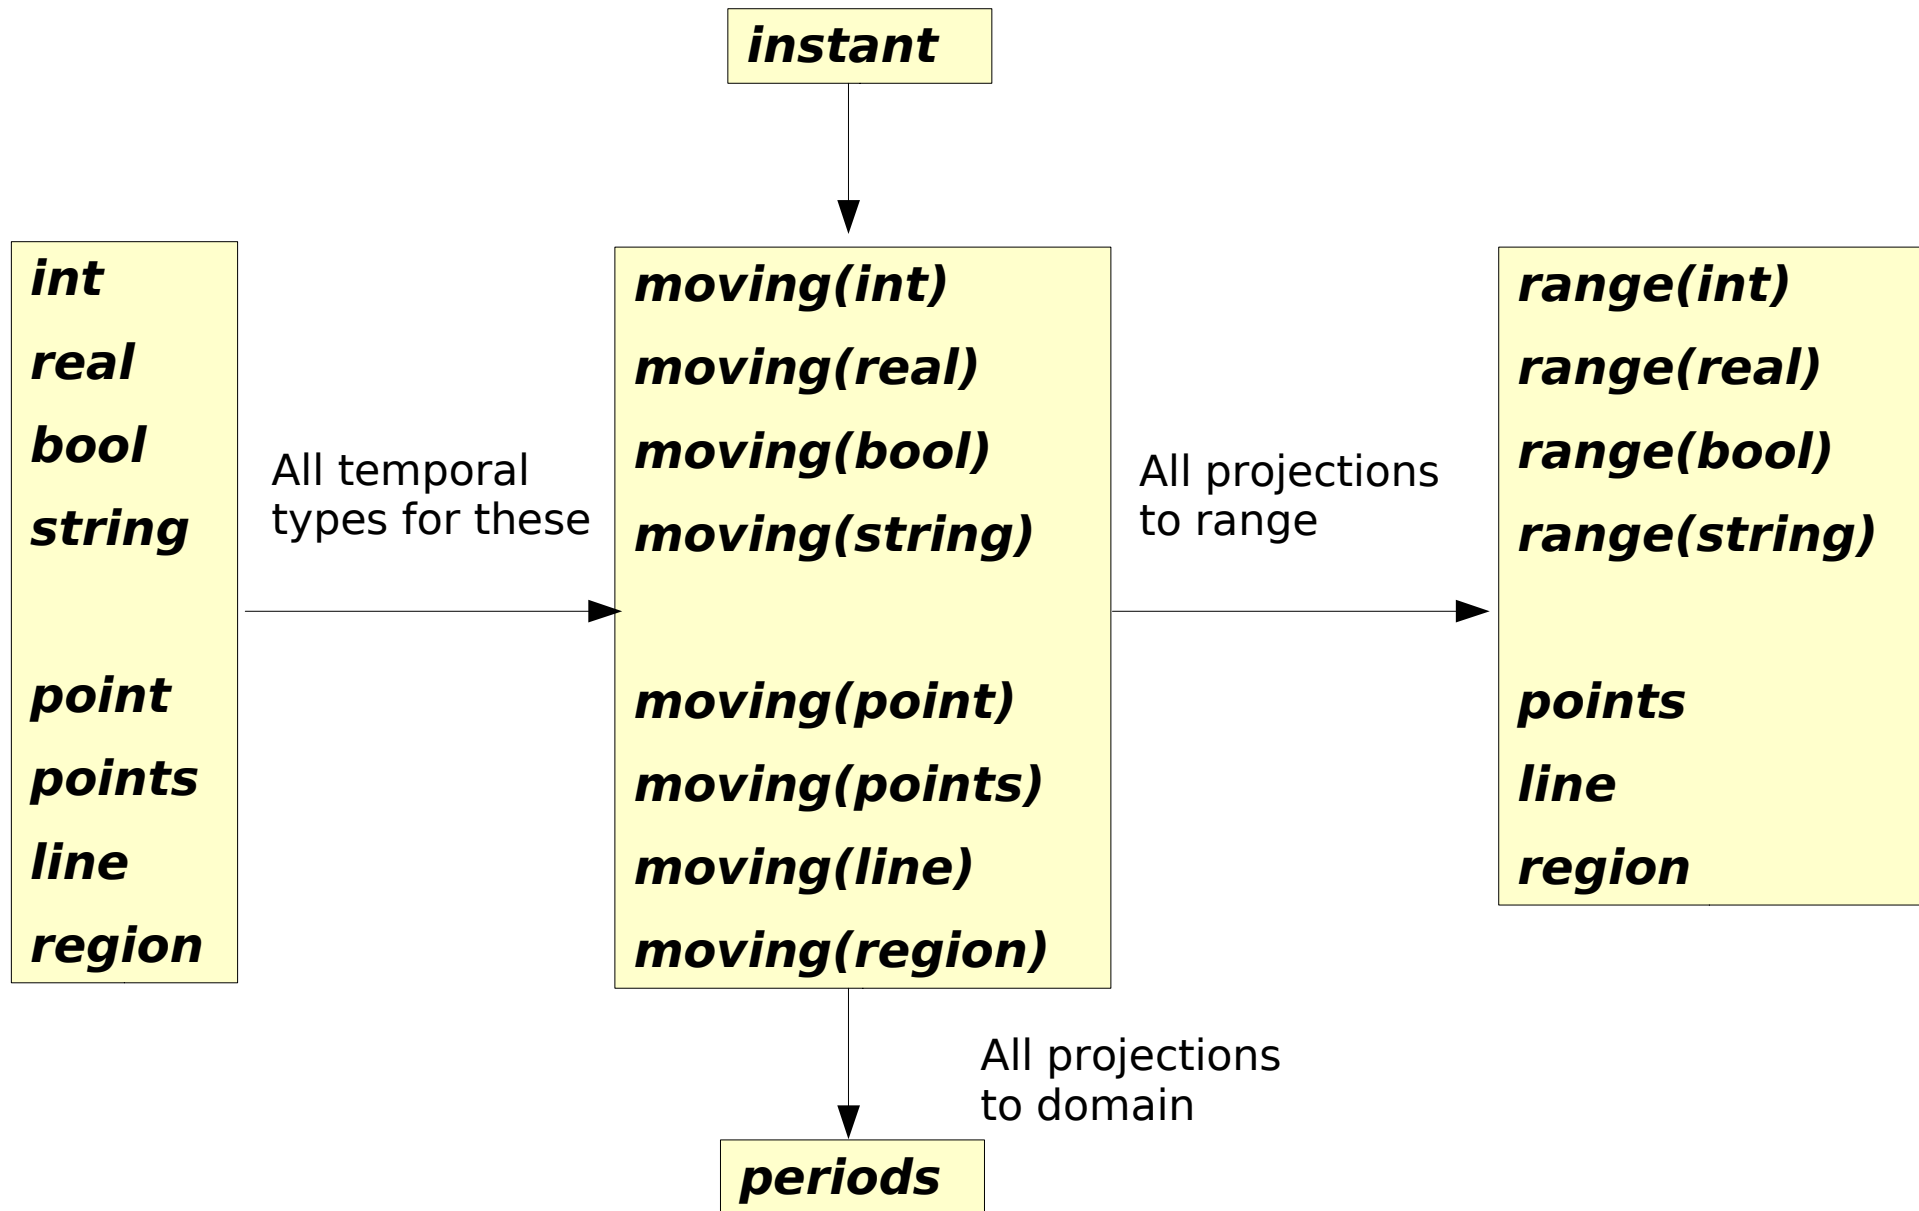 instant
int
real
bool
string
point
points
line
region
All temporal
types for these
moving(int)
moving(real)
moving(bool)
moving(string)
moving(point)
moving(points)
moving(line)
moving(region)
All projections
to range
range(int)
range(real)
range(bool)
range(string)
points
line
region
All projections
to domain
periods